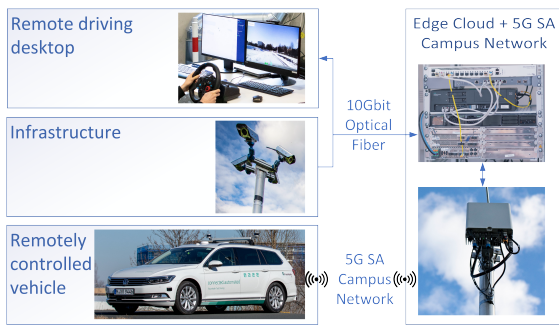 Remote driving
desktop
Infrastructure
Remotely
controlled
vehicle
10Gbit
Optical
Fiber
5G SA
Campus
Network
Edge Cloud + 5G SA
Campus Network